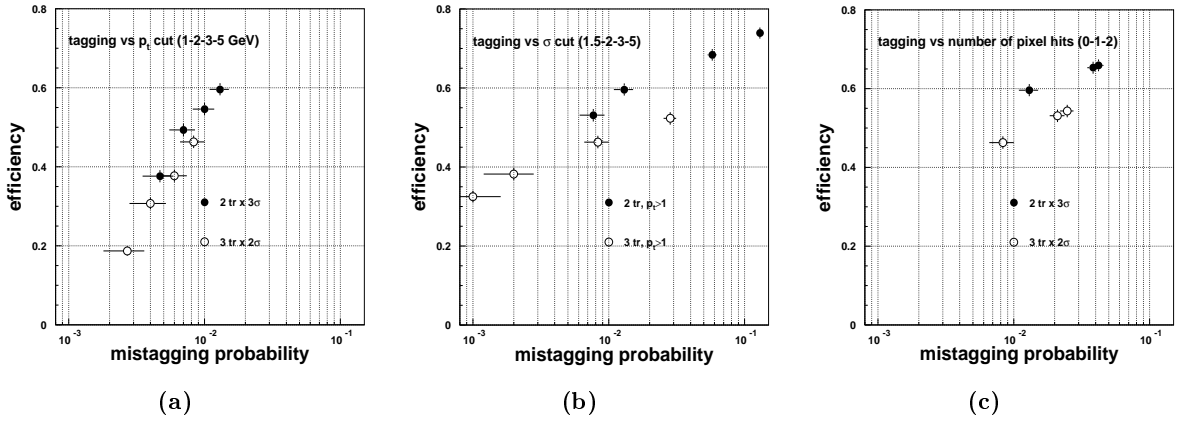 tagging vs pt cut (1-2-3-5 GeV)
0.8
0.6
0.4
0.2
0
efficiency
2 tr x 3σ
3 tr x 2σ
10-3
10-2
10-1
mistagging probability
(a)
tagging vs σ cut (1.5-2-3-5)
0.8
0.6
0.4
0.2
0
efficiency
2 tr, pt>1
3 tr, pt>1
10-3
10-2
10-1
mistagging probability
(b)
tagging vs number of pixel hits (0-1-2)
0.8
0.6
0.4
0.2
0
efficiency
2 tr x 3σ
3 tr x 2σ
10-3
10-2
10-1
mistagging probability
(c)